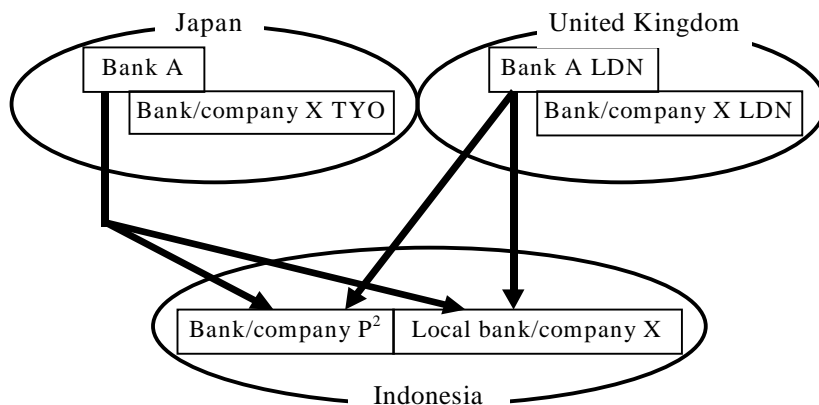 Japan
United Kingdom
Bank A
Bank A LDN
Bank/company X TYO
Bank/company X LDN
Bank/company P²
Local bank/company X
Indonesia